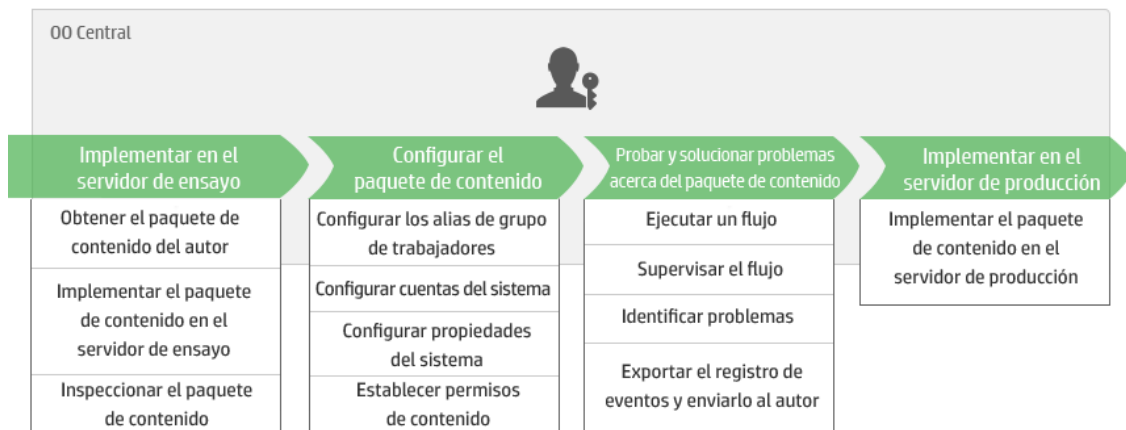 OO Central
Implementar en el
servidor de ensayo
Obtener el paquete de
contenido del autor
Implementar el paquete
de contenido en el
servidor de ensayo
Inspeccionar el paquete
de contenido
Configurar el
paquete de contenido
Configurar los alias de grupo
de trabajadores
Configurar cuentas del sistema
Configurar propiedades
del sistema
Establecer permisos
de contenido
Probar y solucionar problemas
acerca del paquete de contenido
Ejecutar un flujo
Supervisar el flujo
Identificar problemas
Exportar el registro de
eventos y enviarlo al autor
Implementar en el
servidor de producción
Implementar el paquete
de contenido en el
servidor de producción